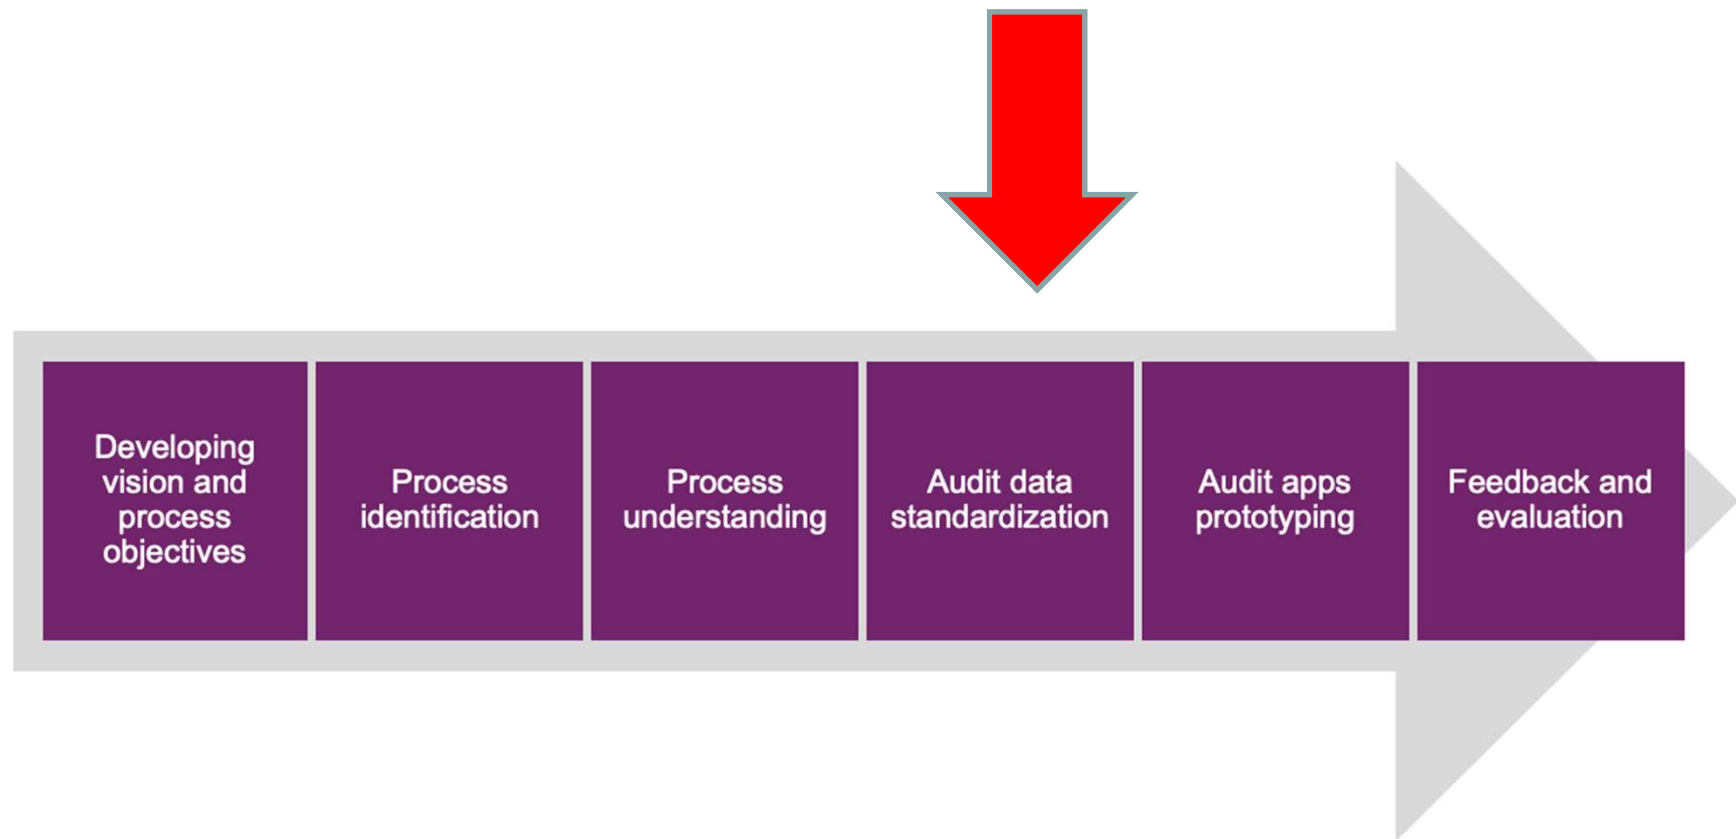 Developing
vision and
process
objectives
Process
identification
Process
understanding
Audit data
standardization
Audit apps
prototyping
Feedback and
evaluation